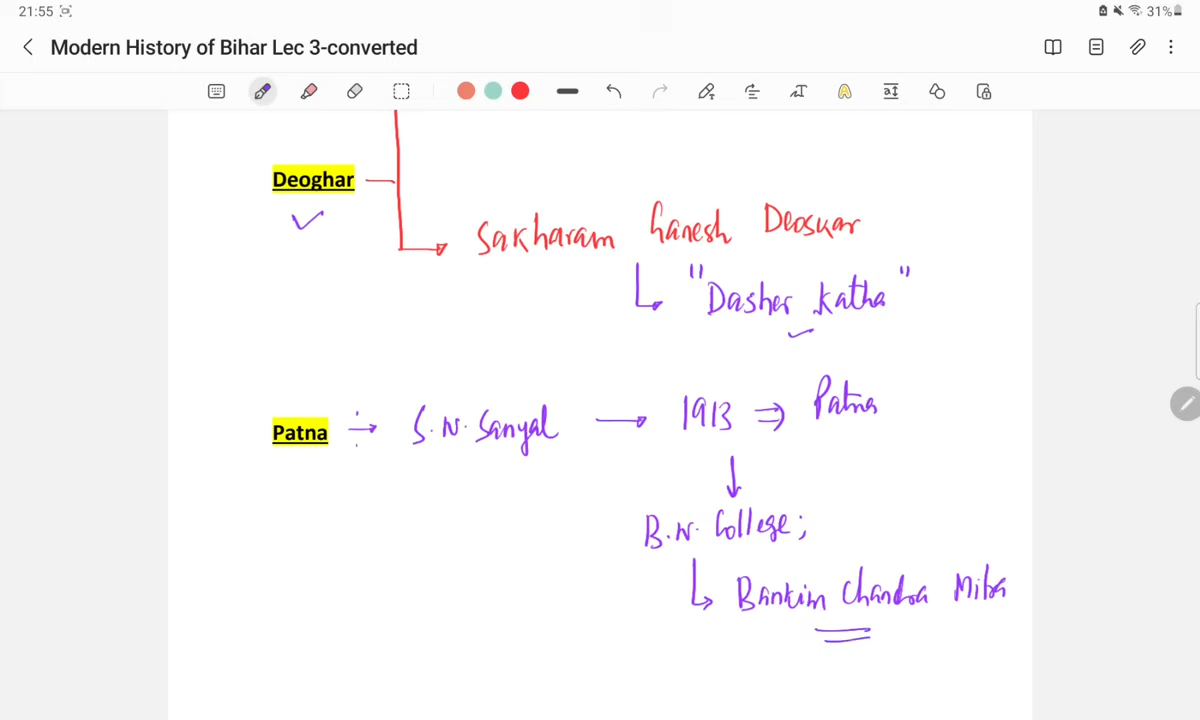 21:55
31%
Modern History of Bihar Lec 3-converted
Deoghar
Sakharam Ganesh Deoskar
"Dasher Katha"
Patna S.N. Sanyal 1913 ⇒ Patna
B.N. College;
Bankim Chandra Mitra